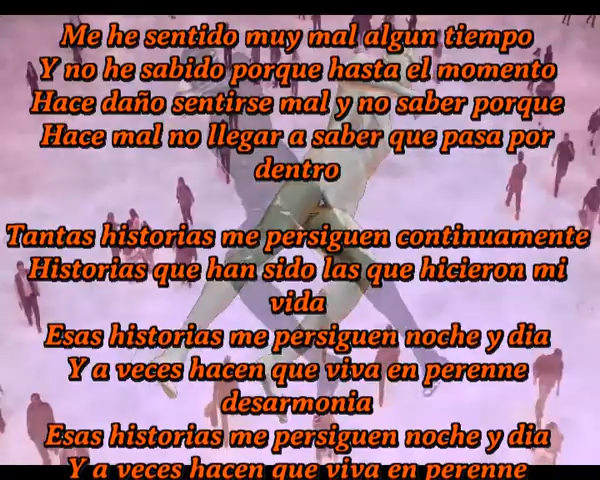 Me he sentido muy mal algun tiempo
Y no he sabido porque hasta el momento
Hace daño sentirse mal y no saber porque
Hace mal no llegar a saber que pasa por
dentro
Tantas historias me persiguen continuamente
Historias que han sido las que hicieron mi
vida
Esas historias me persiguen noche y dia
Y a veces hacen que viva en perenne
desarmonia
Esas historias me persiguen noche y dia
Y a veces hacen que viva en perenne